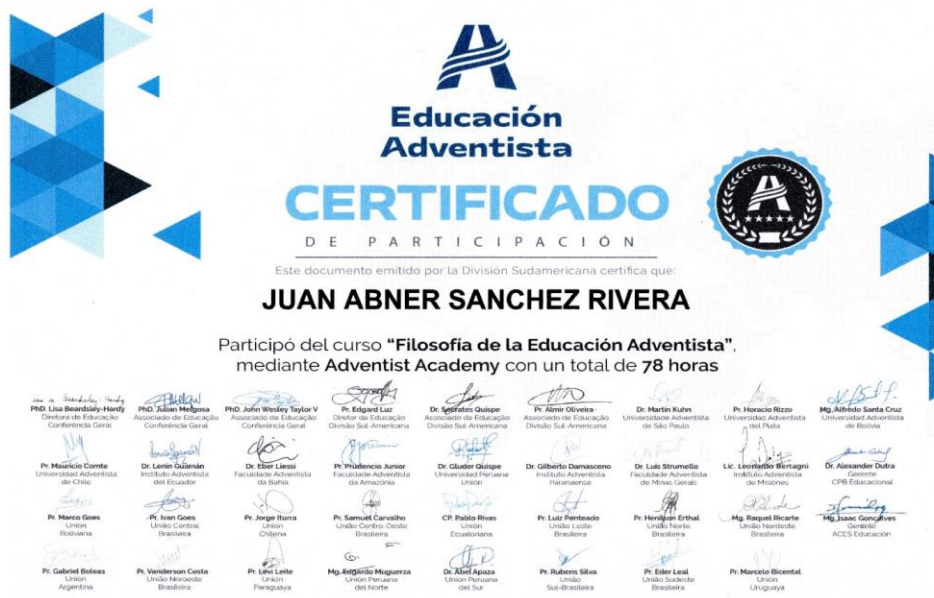 Educación
Adventista
CERTIFICADO
DE PARTICIPACIÓN
Este documento emitido por la División Sudamericana certifica que:
JUAN ABNER SANCHEZ RIVERA
Participó del curso “Filosofía de la Educación Adventista”,
mediante Adventist Academy con un total de 78 horas
PhD. Lisa Beardsley-Hardy PhD. Julian Melgosa PhD. John Wesley Taylor V Pr. Edgard Luz Dr. Sócrates Quispe Pr. Almir Oliveira Dr. Martin Kuhn Pr. Horacio Rizzo Mg. Alfredo Santa Cruz
Diretora de Educação Associado de Educação Associado de Educação Diretor de Educação Associado de Educação Associado de Educação Universidade Adventista Universidad Adventista Universidad Adventista
Conferência Geral Conferência Geral Conferência Geral Divisão Sul-Americana Divisão Sul-Americana Divisão Sul-Americana de São Paulo del Plata de Bolivia
Pr. Mauricio Comte Dr. Lenin Guamán Dr. Eber Liessi Pr. Prudencio Junior Dr. Gluder Quispe Dr. Gilberto Damasceno Dr. Luis Strumello Lic. Leonardo Bertagni Dr. Alexander Dutra
Universidad Adventista Instituto Adventista Faculdade Adventista Faculdade Adventista Universidad Peruana Instituto Adventista Faculdade Adventista Instituto Adventista Gerente
de Chile del Ecuador da Bahia da Amazônia Unión Paranaense de Minas Gerais de Misiones CPB Educacional
Pr. Marco Goes Pr. Ivan Goes Pr. Jorge Iturra Pr. Samuel Carvalho CP. Pablo Rivas Pr. Luiz Penteado Pr. Henilson Erthal Mg. Raquel Ricarte Mg. Isaac Goncalves
Unión União Central Unión União Centro-Oeste Unión União Leste União Norte União Nordeste Gerente
Boliviana Brasileira Chilena Brasileira Ecuatoriana Brasileira Brasileira Brasileira ACES Educación
Pr. Gabriel Boleas Pr. Vanderson Costa Pr. Levi Leite Mg. Edgardo Muguerza Dr. Abel Apaza Pr. Rubens Silva Pr. Eder Leal Pr. Marcelo Bicental
Unión União Noroeste Unión Unión Peruana Unión Peruana União União Sudeste Unión
Argentina Brasileira Paraguaya del Norte del Sur Sul-Brasileira Brasileira Uruguaya